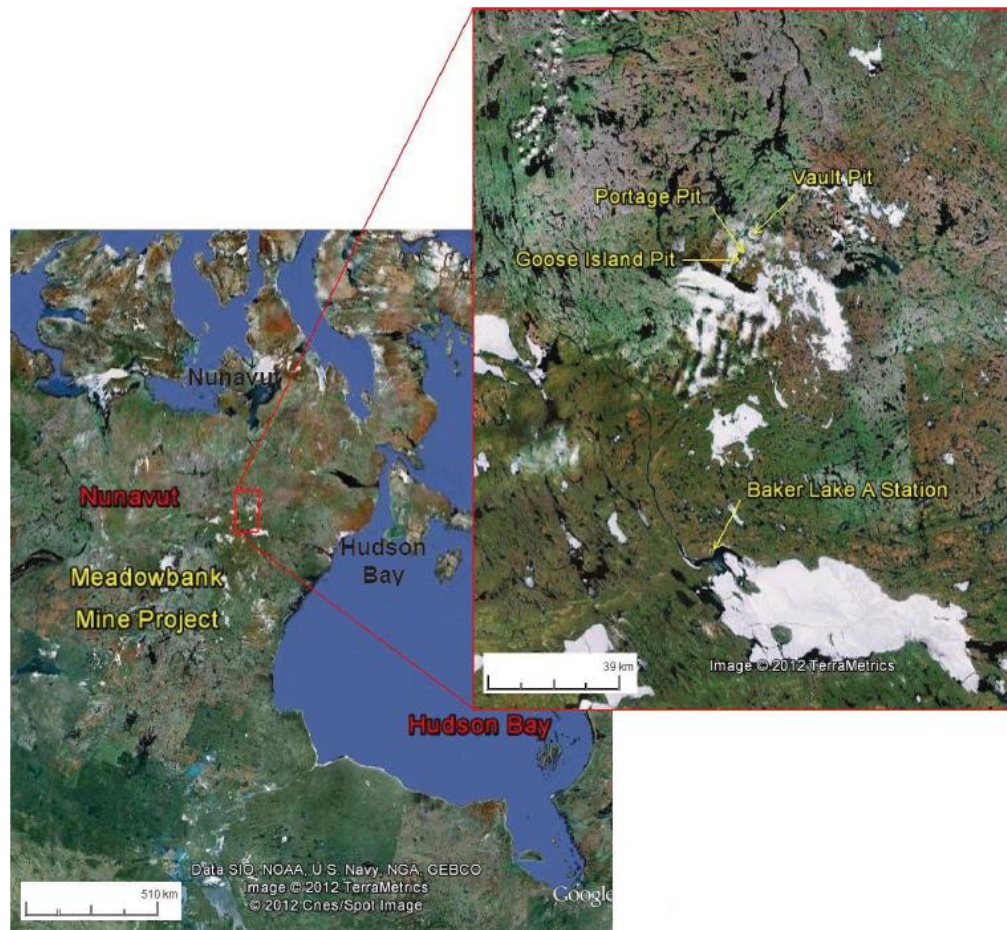 Vault Pit
Portage Pit
Goose Island Pit
Baker Lake A Station
39 km
Image © 2012 TerraMetrics
Nunavut
Nunavut
Hudson
Bay
Meadowbank
Mine Project
Hudson Bay
Data SIO, NOAA, U.S. Navy, NGA, GEBCO
Image © 2012 TerraMetrics
© 2012 Cnes/Spot Image
510 km
Google